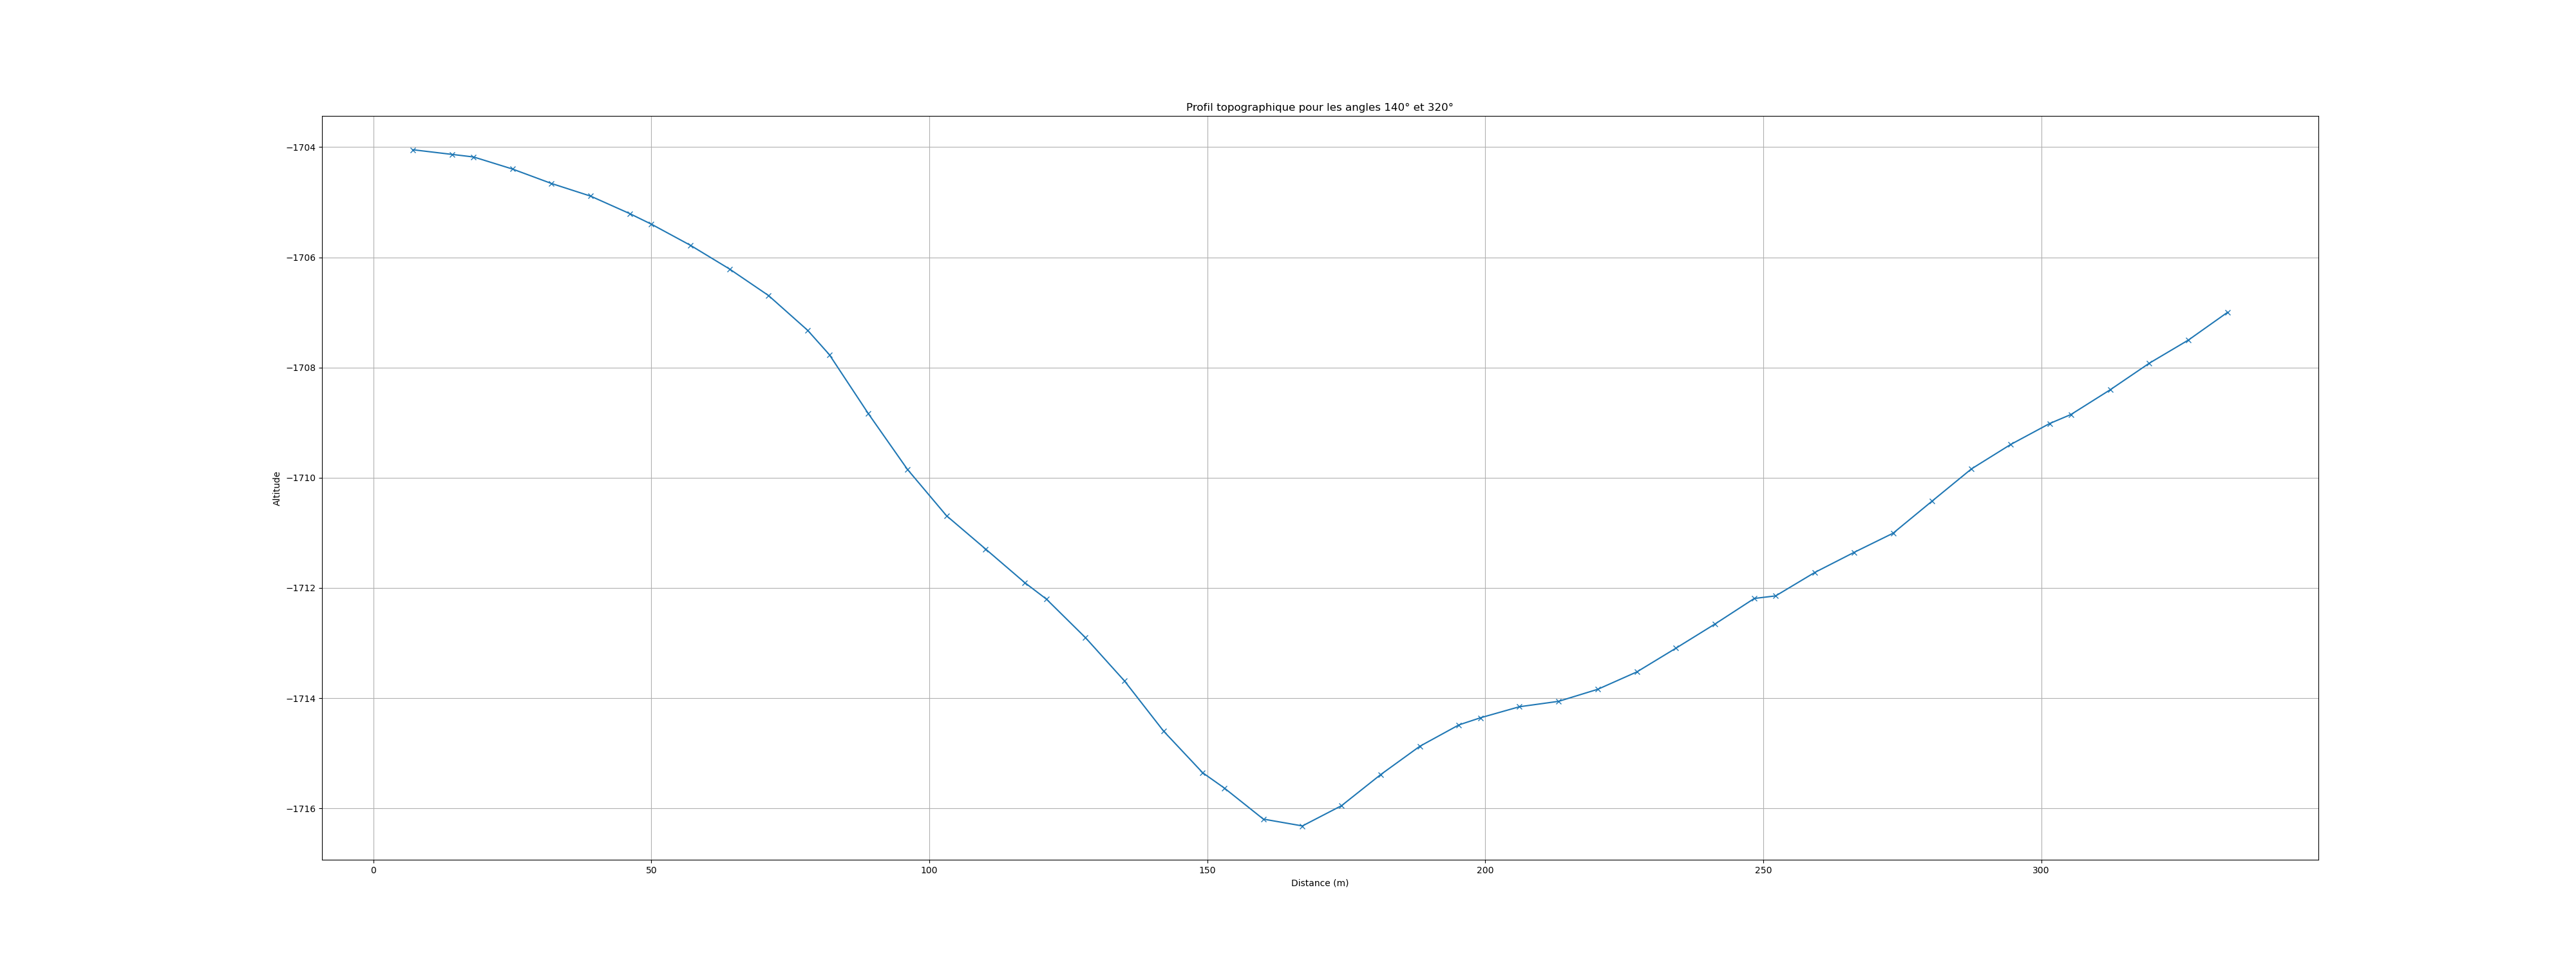 Profil topographique pour les angles 140° et 320°
Altitude
−1704
−1706
−1708
−1710
−1712
−1714
−1716
0 50 100 150 200 250 300
Distance (m)